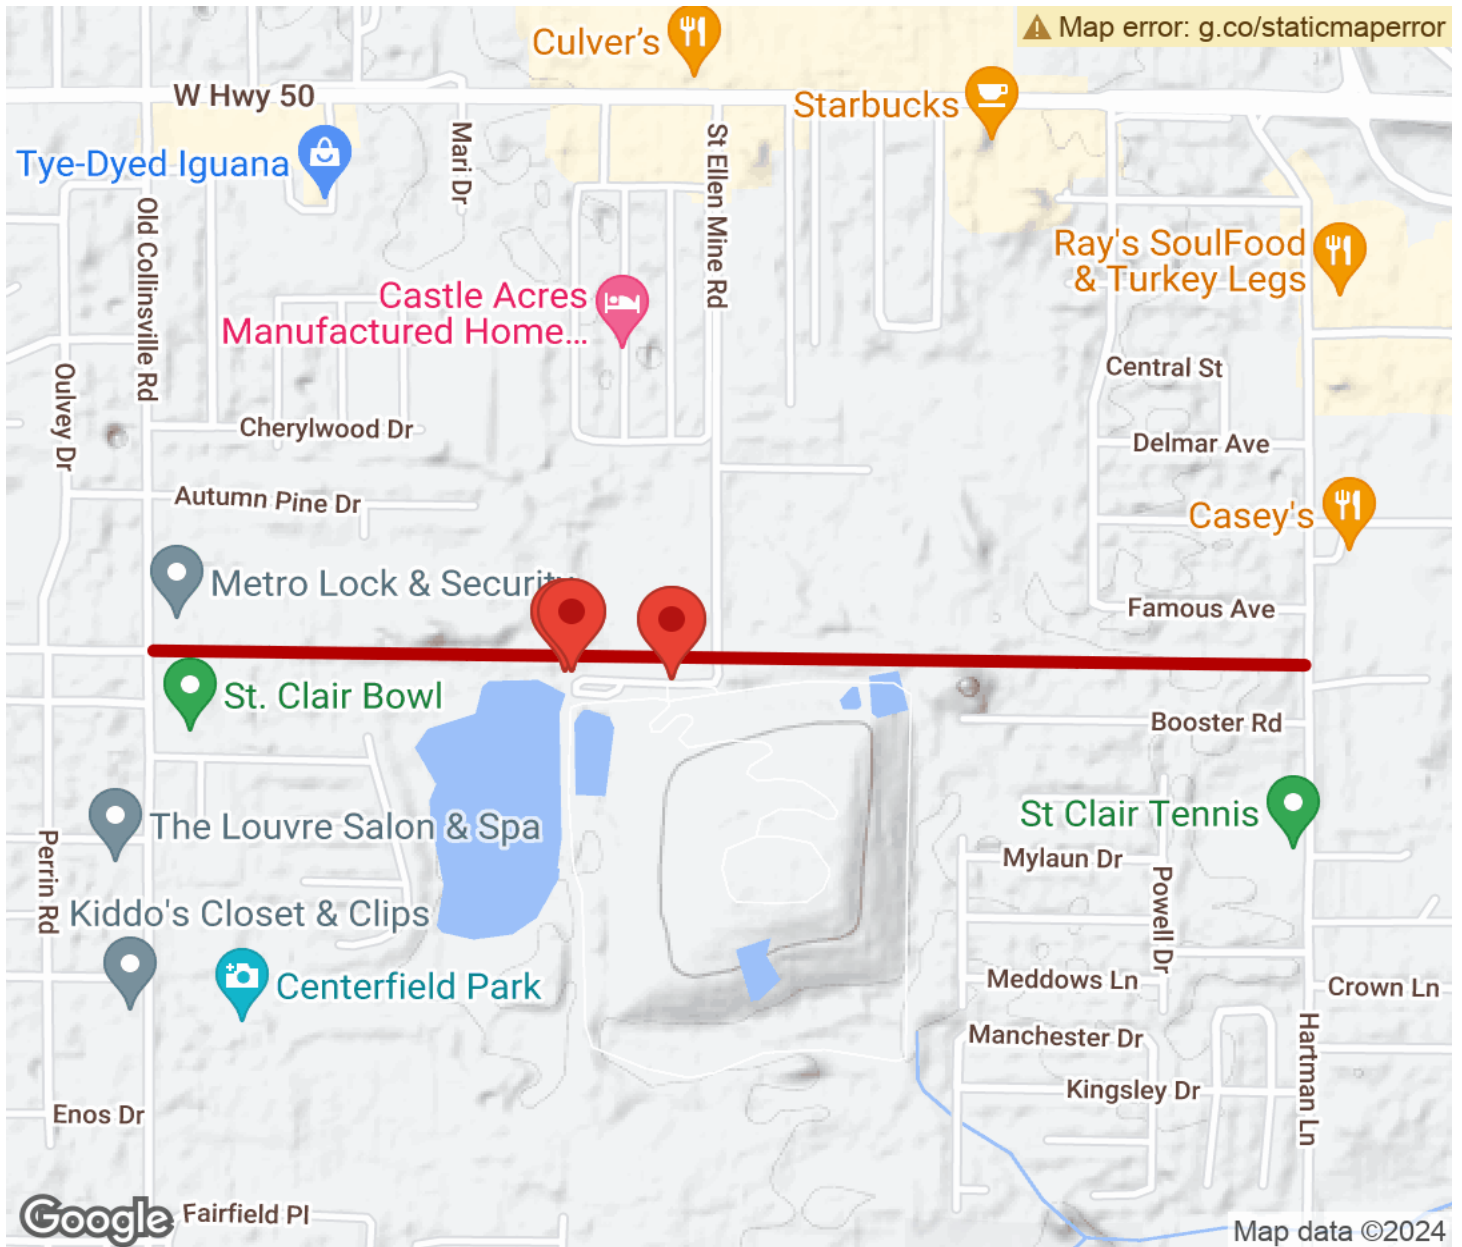 Map error: g.co/staticmaperror
Culver's
W Hwy 50
Starbucks
Tye-Dyed Iguana
Mari Dr
St Ellen Mine Rd
Old Collinsville Rd
Ray's SoulFood
& Turkey Legs
Castle Acres
Manufactured Home...
Oulvey Dr
Central St
Cherylwood Dr
Delmar Ave
Autumn Pine Dr
Casey's
Metro Lock & Security
Famous Ave
St. Clair Bowl
Booster Rd
St Clair Tennis
The Louvre Salon & Spa
Perrin Rd
Mylaun Dr
Powell Dr
Kiddo's Closet & Clips
Centerfield Park
Meddows Ln
Crown Ln
Manchester Dr
Hartman Ln
Kingsley Dr
Enos Dr
Google
Fairfield Pl
Map data ©2024